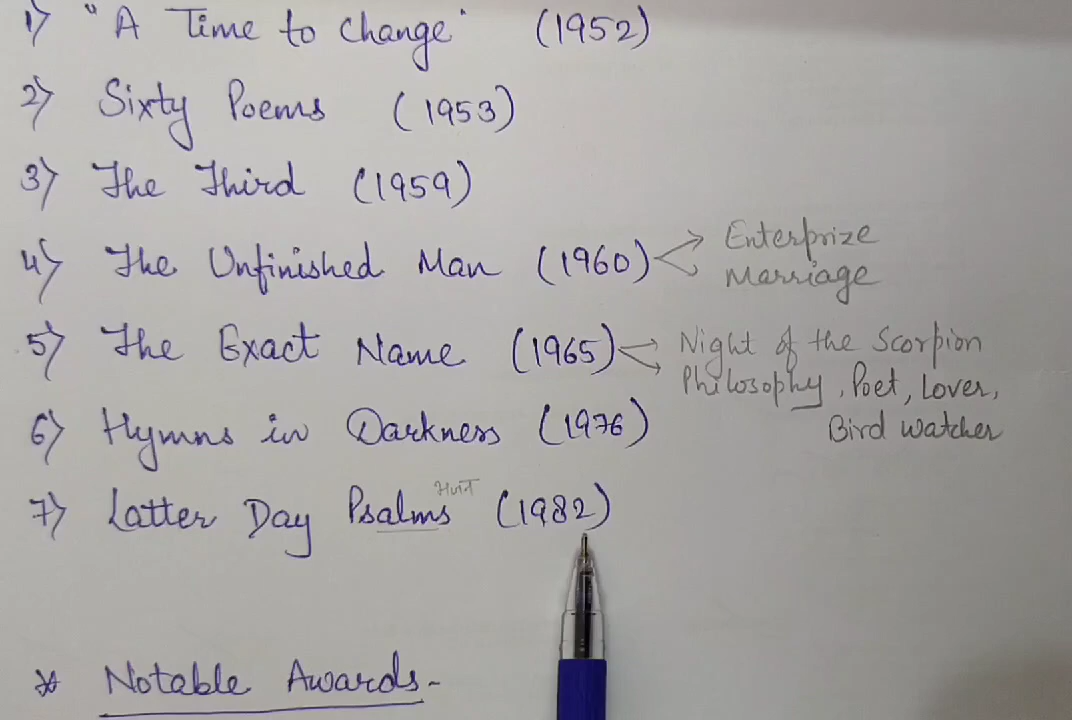 1) "A Time to change" (1952)
2) Sixty Poems (1953)
3) The Third (1959)
4) The Unfinished Man (1960) Enterprize
Marriage
5) The Exact Name (1965) Night of the Scorpion
Philosophy, Poet, Lover,
Bird watcher
6) Hymns in Darkness (1976)
7) Latter Day Psalms (1982)
* Notable Awards-